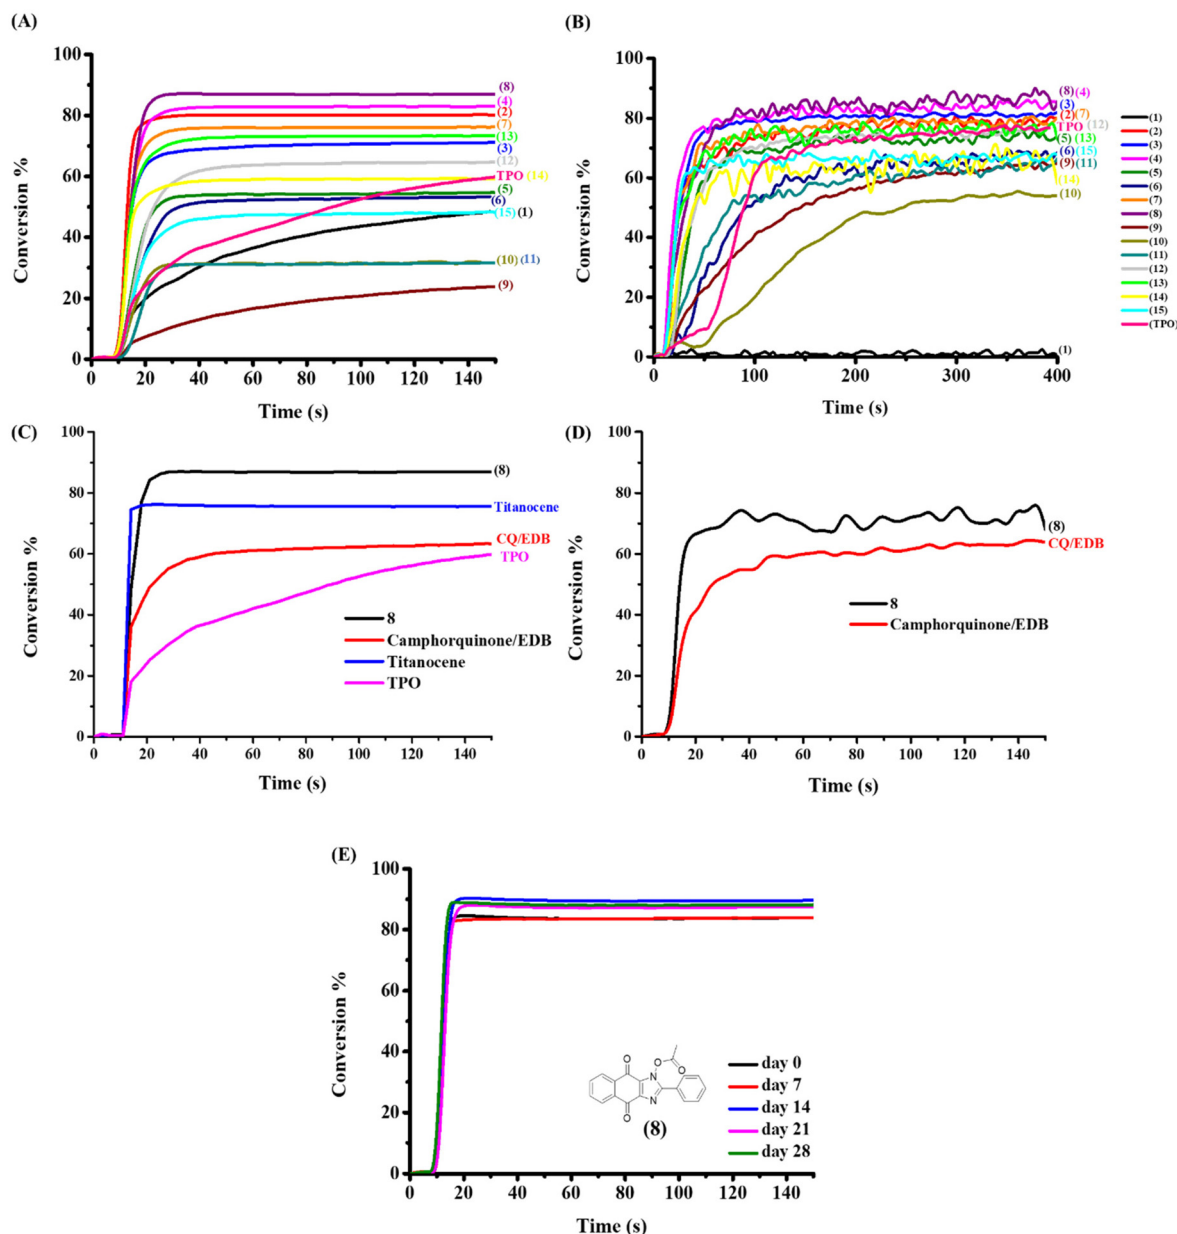 (A)
100
80
60
40
20
0
Conversion %
0 20 40 60 80 100 120 140
Time (s)
(8)
(4)
(2)
(7)
(13)
(3)
(12)
TPO (14)
(5)
(6)
(15) (1)
(10) (11)
(9)
(B)
100
80
60
40
20
0
Conversion %
0 100 200 300 400
Time (s)
(8)(4)
(3)
(2)(7)
TPO (12)
(5)(13)
(6)(15)
(9)(11)
(14)
(10)
(1)
(1)
(2)
(3)
(4)
(5)
(6)
(7)
(8)
(9)
(10)
(11)
(12)
(13)
(14)
(15)
(TPO)
(C)
100
80
60
40
20
0
Conversion %
0 20 40 60 80 100 120 140
Time (s)
(8)
Titanocene
CQ/EDB
TPO
8
Camphorquinone/EDB
Titanocene
TPO
(D)
100
80
60
40
20
0
Conversion %
0 20 40 60 80 100 120 140
Time (s)
(8)
CQ/EDB
8
Camphorquinone/EDB
(E)
100
80
60
40
20
0
Conversion %
0 20 40 60 80 100 120 140
Time (s)
O
O
O
N
N
O
(8)
day 0
day 7
day 14
day 21
day 28